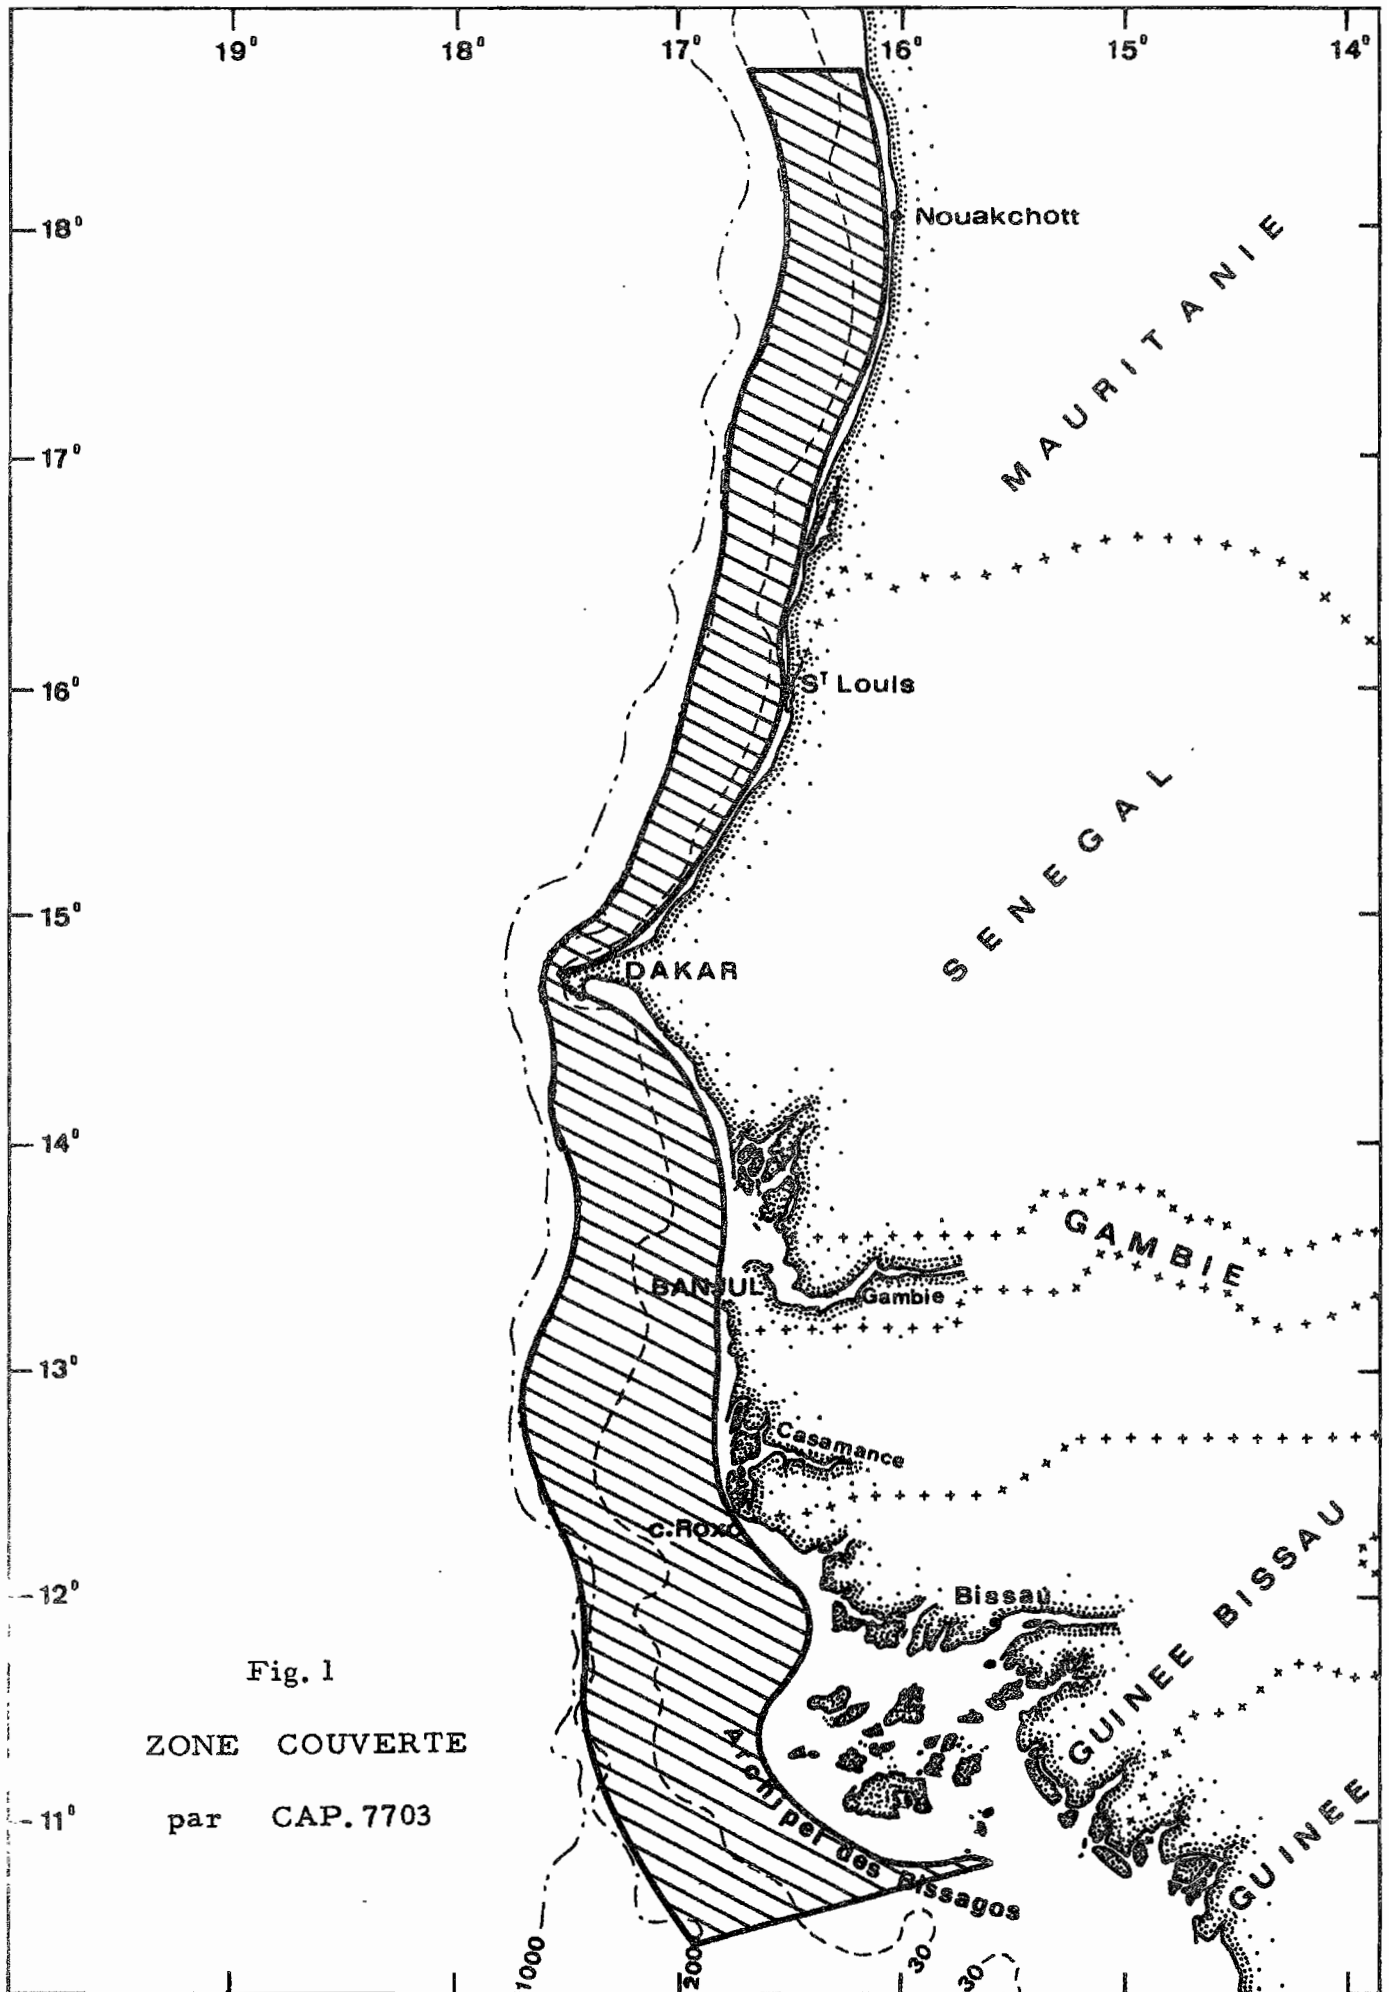 19° 18° 17° 16° 15° 14°
18°
Nouakchott
MAURITANIE
17°
16°
Sᵀ Louis
SENEGAL
15°
DAKAR
14°
GAMBIE
BANJUL
Gambie
13°
Casamance
c.Roxo
12°
Bissau
GUINEE BISSAU
Fig. 1
ZONE COUVERTE
par CAP. 7703
11°
Archipel des Bissagos
GUINEE
1000
200
30
30